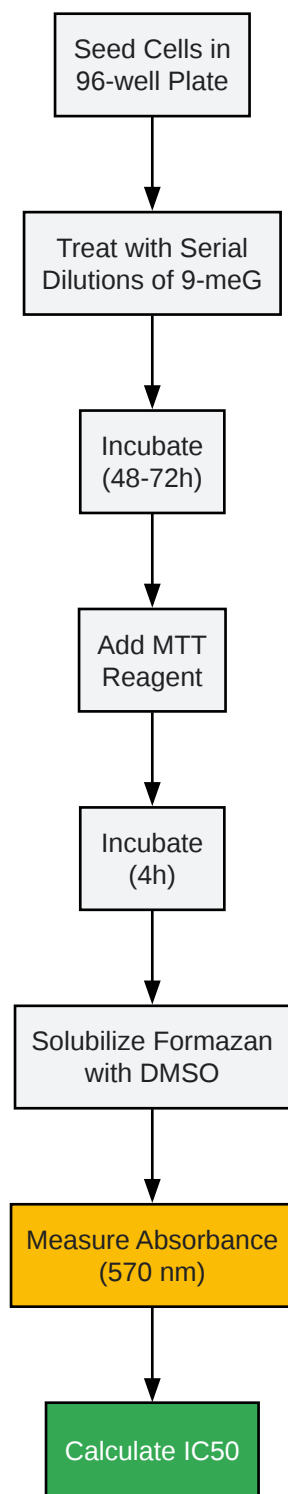 Seed Cells in
96-well Plate
Treat with Serial
Dilutions of 9-meG
Incubate
(48-72h)
Add MTT
Reagent
Incubate
(4h)
Solubilize Formazan
with DMSO
Measure Absorbance
(570 nm)
Calculate IC50